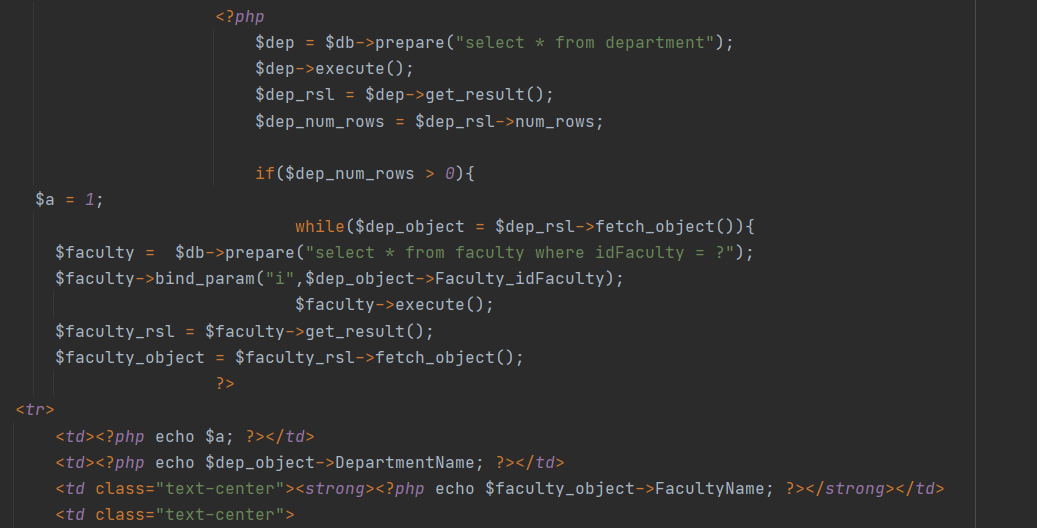 <?php
$dep = $db->prepare("select * from department");
$dep->execute();
$dep_rsl = $dep->get_result();
$dep_num_rows = $dep_rsl->num_rows;
if($dep_num_rows > 0){
$a = 1;
while($dep_object = $dep_rsl->fetch_object()){
$faculty =  $db->prepare("select * from faculty where idFaculty = ?");
$faculty->bind_param("i",$dep_object->Faculty_idFaculty);
$faculty->execute();
$faculty_rsl = $faculty->get_result();
$faculty_object = $faculty_rsl->fetch_object();
?>
<tr>
<td><?php echo $a; ?></td>
<td><?php echo $dep_object->DepartmentName; ?></td>
<td class="text-center"><strong><?php echo $faculty_object->FacultyName; ?></strong></td>
<td class="text-center">